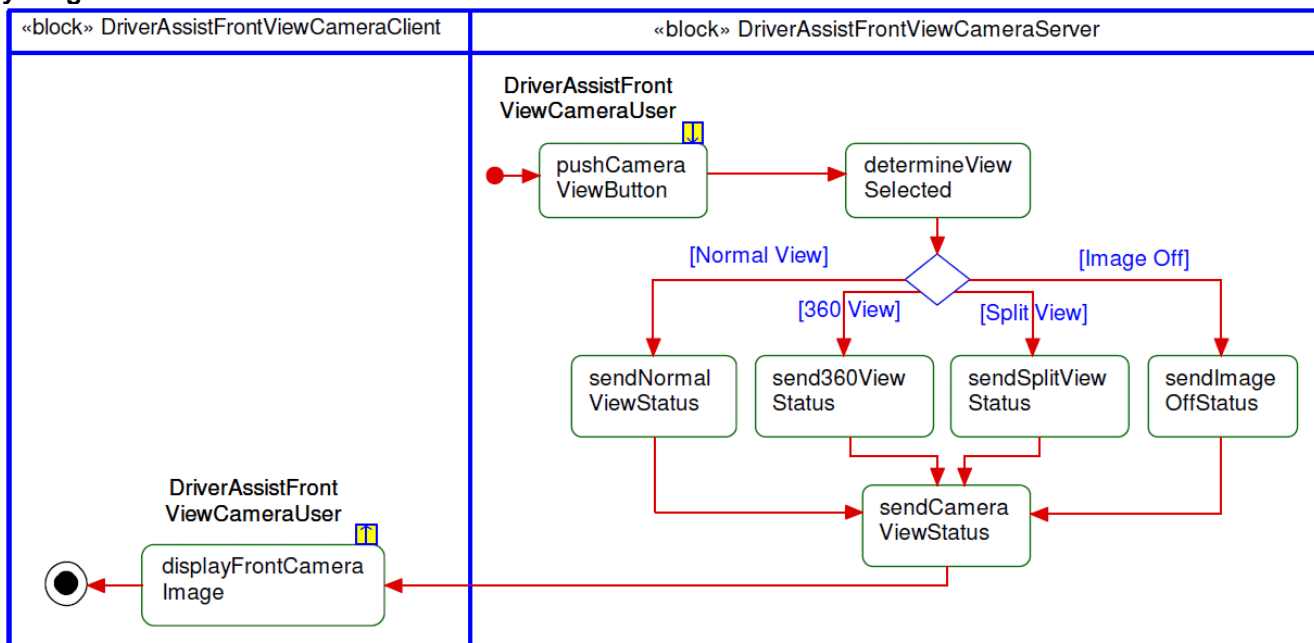 «block» DriverAssistFrontViewCameraClient
«block» DriverAssistFrontViewCameraServer
DriverAssistFront
ViewCameraUser
pushCamera
ViewButton
determineView
Selected
[Normal View]
[Image Off]
[360 View]
[Split View]
sendNormal
ViewStatus
send360View
Status
sendSplitView
Status
sendImage
OffStatus
DriverAssistFront
ViewCameraUser
sendCamera
ViewStatus
displayFrontCamera
Image